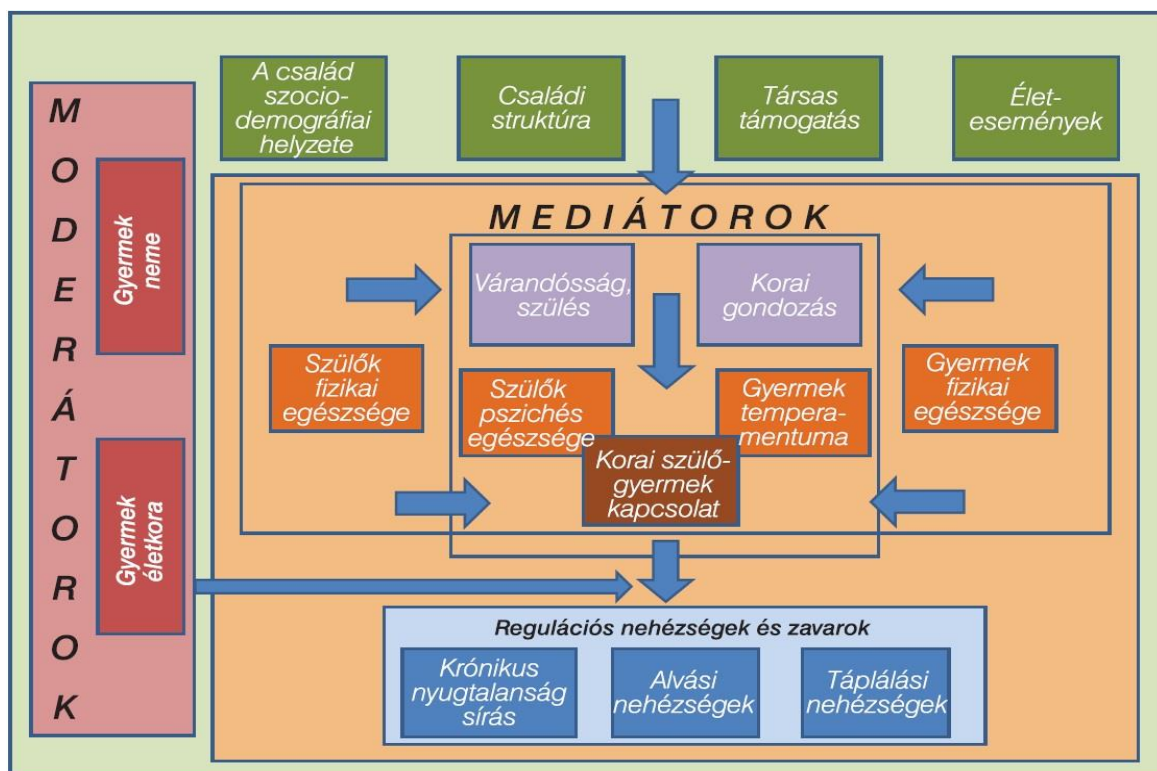 MODERÁTOROK
Gyermek
neme
Gyermek
életkora
A család
szocio-
demográfiai
helyzete
Családi
struktúra
Társas
támogatás
Élet-
események
MEDIÁTOROK
Várandósság,
szülés
Korai
gondozás
Szülők
fizikai
egészsége
Szülők
pszichés
egészsége
Gyermek
tempera-
mentuma
Gyermek
fizikai
egészsége
Korai szülő-
gyermek
kapcsolat
Regulációs nehézségek és zavarok
Krónikus
nyugtalanság
sírás
Alvási
nehézségek
Táplálási
nehézségek